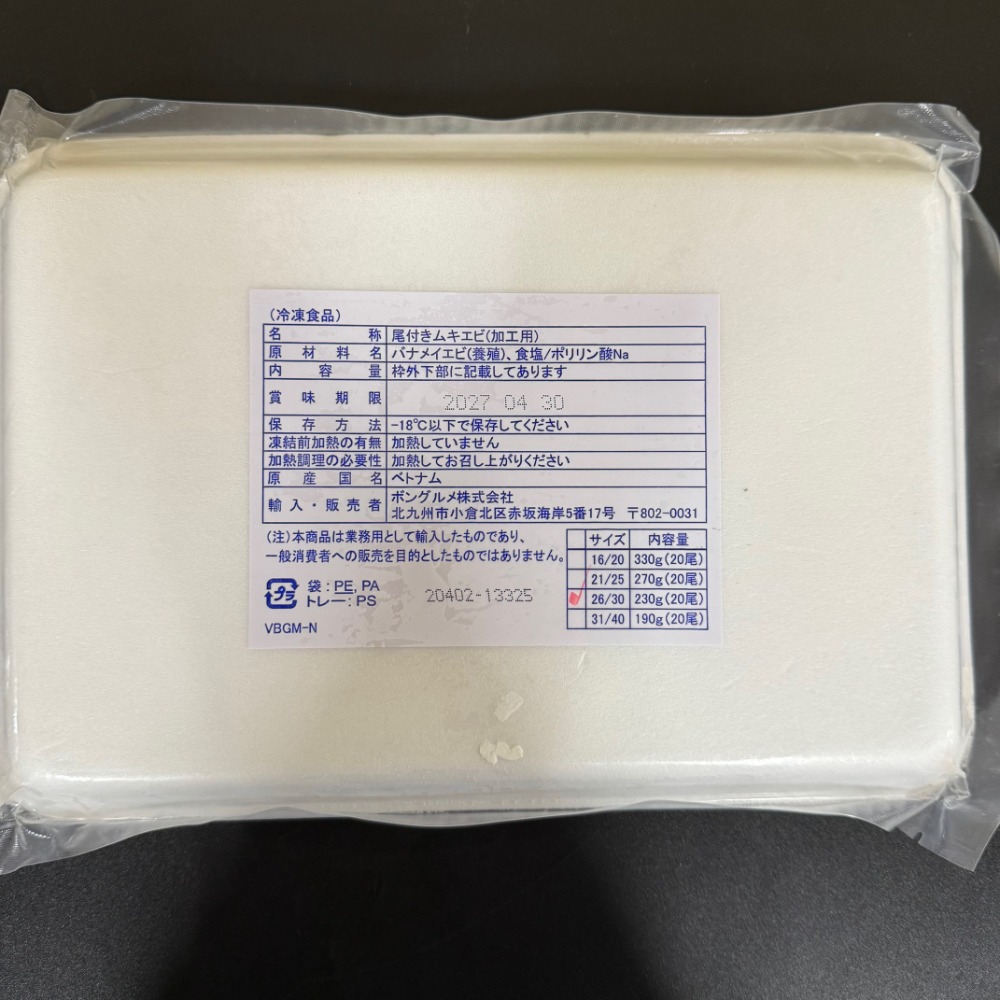 (冷凍食品)
名称 尾付きムキエビ(加工用)
原材料名 バナメイエビ(養殖)、食塩/ポリリン酸Na
内容量 枠外下部に記載してあります
賞味期限 2027 04 30
保存方法 -18℃以下で保存してください
凍結前加熱の有無 加熱していません
加熱調理の必要性 加熱してお召し上がりください
原産国名 ベトナム
輸入・販売者 ボングルメ株式会社
北九州市小倉北区赤坂海岸5番17号 〒802-0031
(注)本商品は業務用として輸入したものであり、
一般消費者への販売を目的としたものではありません。
プラ 袋:PE, PA
トレー:PS
20402-13325
VBGM-N
サイズ 内容量
16/20 330g(20尾)
21/25 270g(20尾)
26/30 230g(20尾)
31/40 190g(20尾)